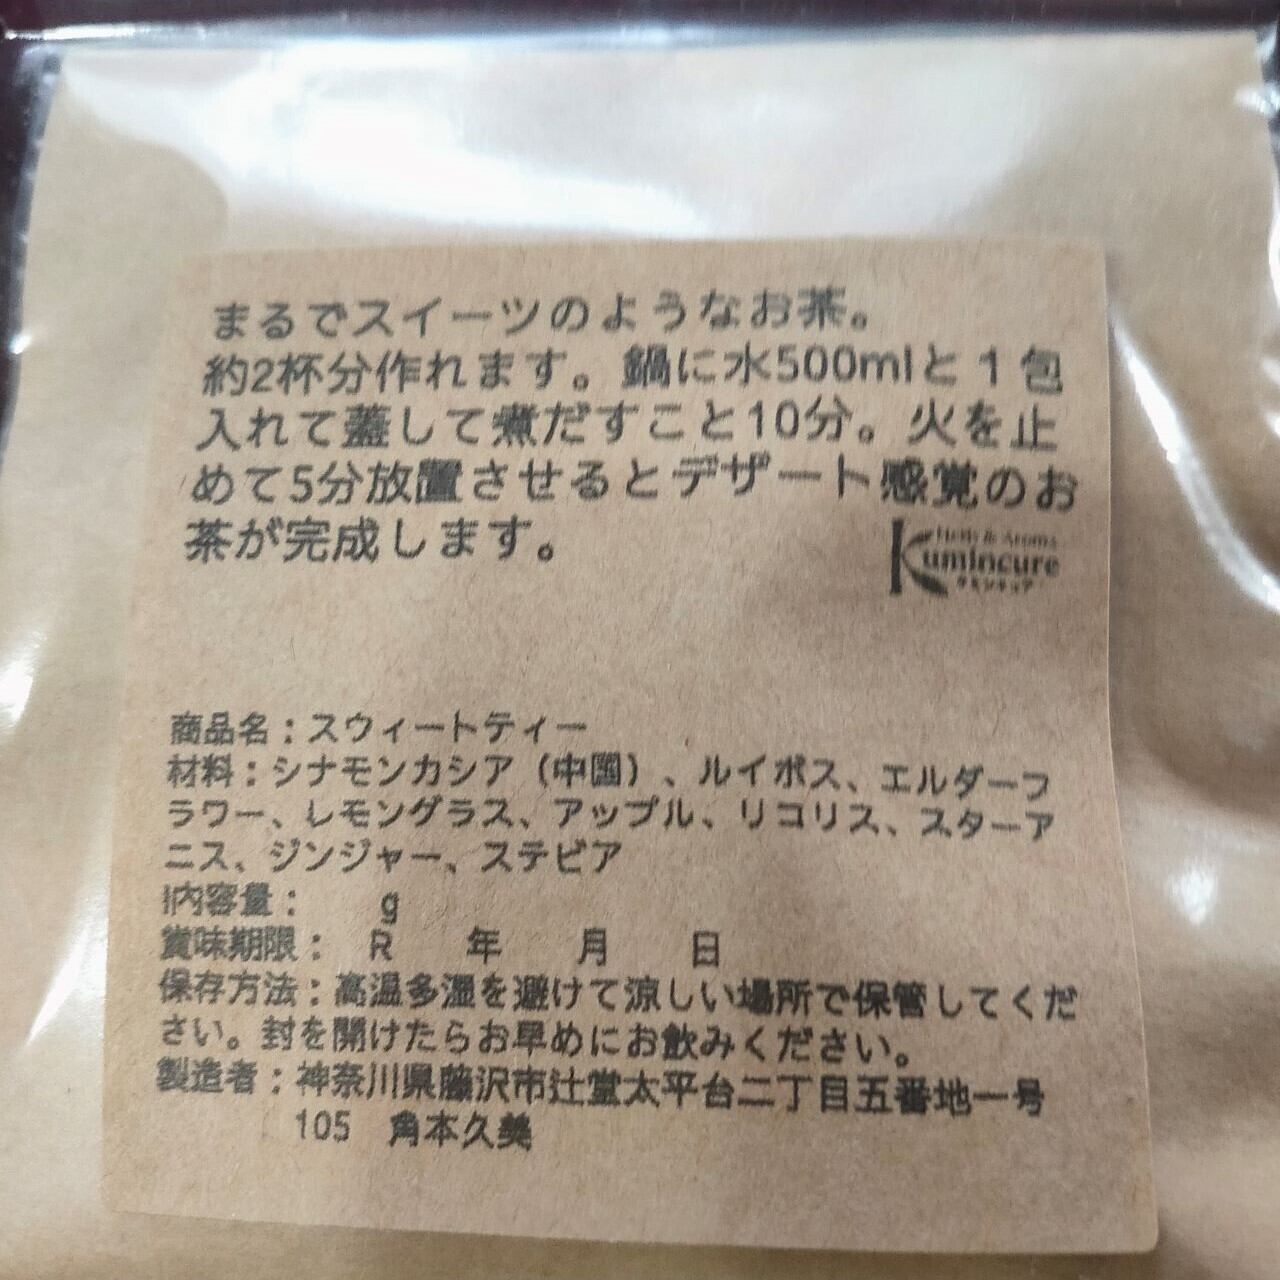 まるでスイーツのようなお茶。
約2杯分作れます。鍋に水500mlと１包
入れて蓋して煮だすこと10分。火を止
めて5分放置させるとデザート感覚のお
茶が完成します。
Herb & Aroma
Kumincure
クミンキュア
商品名：スウィートティー
材料：シナモンカシア（中国）、ルイボス、エルダーフ
ラワー、レモングラス、アップル、リコリス、スターア
ニス、ジンジャー、ステビア
内容量： g
賞味期限： R 年 月 日
保存方法：高温多湿を避けて涼しい場所で保管してくだ
さい。封を開けたらお早めにお飲みください。
製造者：神奈川県藤沢市辻堂太平台二丁目五番地一号
105 角本久美